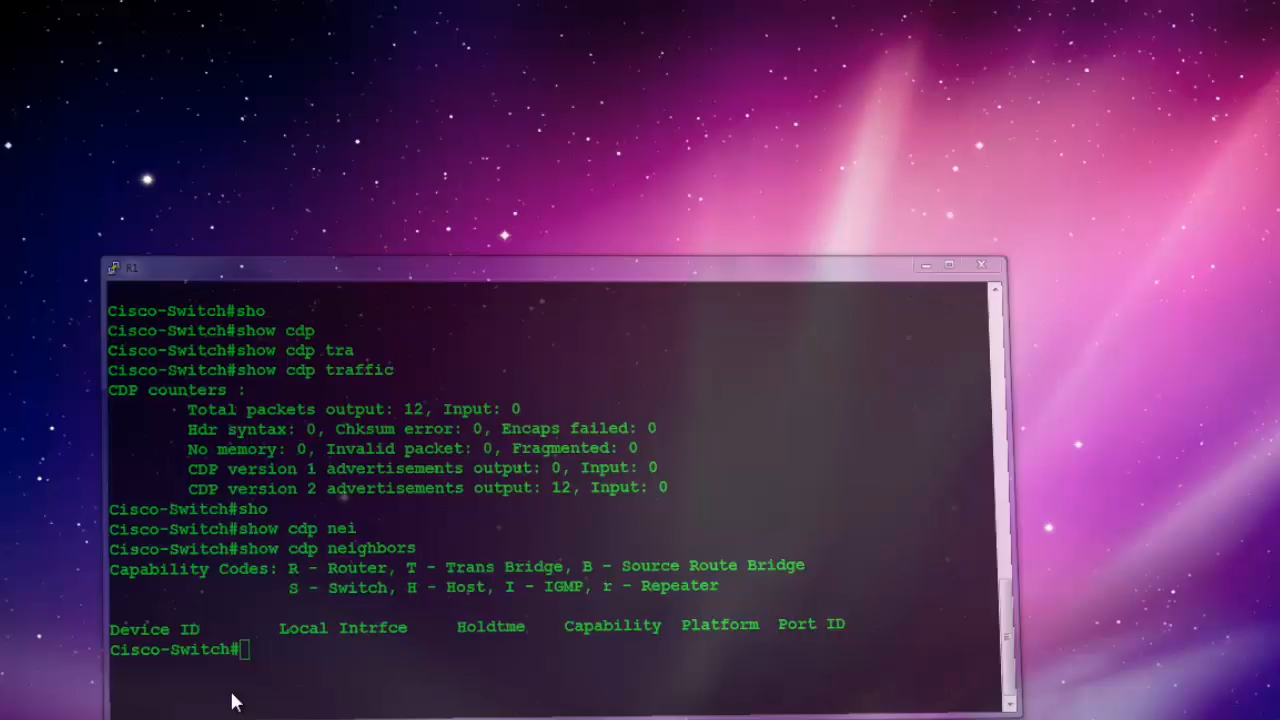 R1
Cisco-Switch#sho
Cisco-Switch#show cdp
Cisco-Switch#show cdp tra
Cisco-Switch#show cdp traffic
CDP counters :
Total packets output: 12, Input: 0
Hdr syntax: 0, Chksum error: 0, Encaps failed: 0
No memory: 0, Invalid packet: 0, Fragmented: 0
CDP version 1 advertisements output: 0, Input: 0
CDP version 2 advertisements output: 12, Input: 0
Cisco-Switch#sho
Cisco-Switch#show cdp nei
Cisco-Switch#show cdp neighbors
Capability Codes: R - Router, T - Trans Bridge, B - Source Route Bridge
S - Switch, H - Host, I - IGMP, r - Repeater
Device ID Local Intrfce Holdtme Capability Platform Port ID
Cisco-Switch#